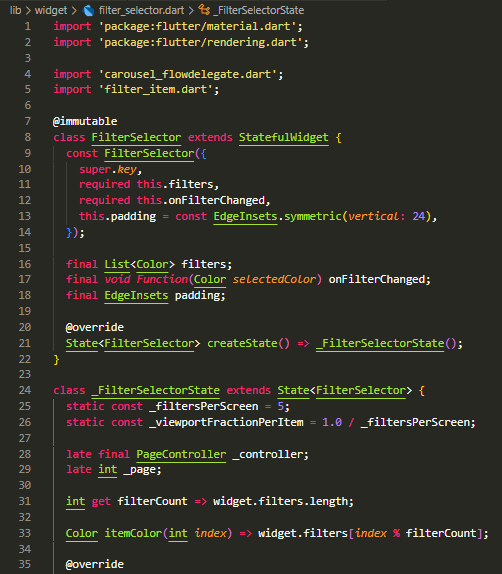 lib > widget > filter_selector.dart > _FilterSelectorState
1 import 'package:flutter/material.dart';
2 import 'package:flutter/rendering.dart';
3
4 import 'carousel_flowdelegate.dart';
5 import 'filter_item.dart';
6
7 @immutable
8 class FilterSelector extends StatefulWidget {
9   const FilterSelector({
10     super.key,
11     required this.filters,
12     required this.onFilterChanged,
13     this.padding = const EdgeInsets.symmetric(vertical: 24),
14   });
15
16   final List<Color> filters;
17   final void Function(Color selectedColor) onFilterChanged;
18   final EdgeInsets padding;
19
20   @override
21   State<FilterSelector> createState() => _FilterSelectorState();
22 }
23
24 class _FilterSelectorState extends State<FilterSelector> {
25   static const _filtersPerScreen = 5;
26   static const _viewportFractionPerItem = 1.0 / _filtersPerScreen;
27
28   late final PageController _controller;
29   late int _page;
30
31   int get filterCount => widget.filters.length;
32
33   Color itemColor(int index) => widget.filters[index % filterCount];
34
35   @override